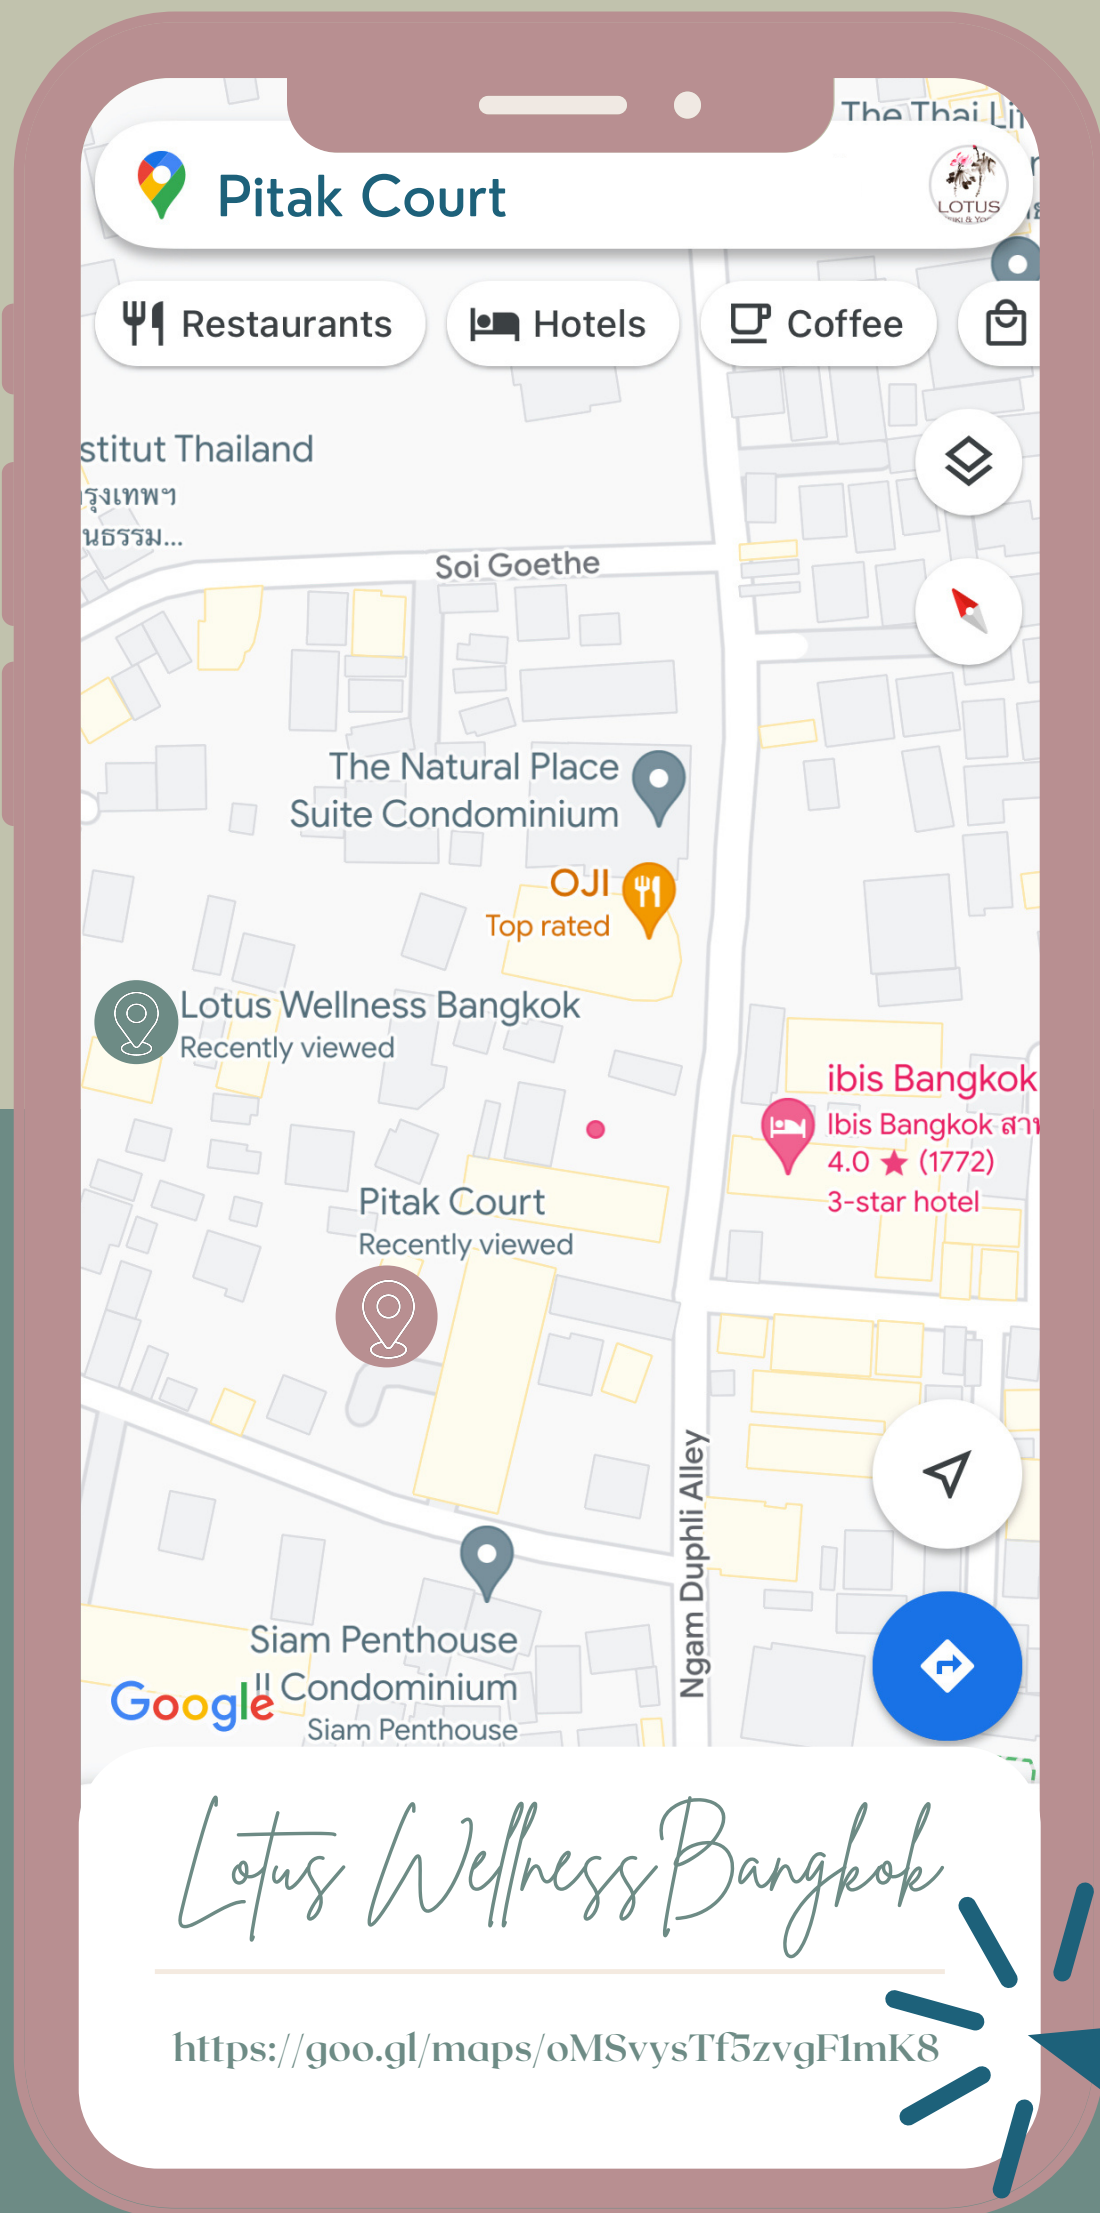 The Thai Lif
Pitak Court
LOTUS
Restaurants
Hotels
Coffee
stitut Thailand
รุงเทพฯ
นธรรม...
Soi Goethe
The Natural Place
Suite Condominium
OJI
Top rated
Lotus Wellness Bangkok
Recently viewed
ibis Bangkok
Ibis Bangkok สาท
4.0 ★ (1772)
3-star hotel
Pitak Court
Recently viewed
Ngam Duphli Alley
Siam Penthouse
II Condominium
Siam Penthouse
Google
Lotus Wellness Bangkok
https://goo.gl/maps/oMSvysTf5zvgF1mK8